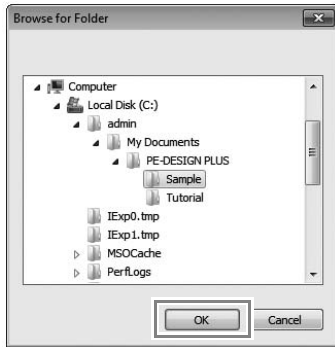 Browse for Folder
Computer
Local Disk (C:)
admin
My Documents
PE-DESIGN PLUS
Sample
Tutorial
IExp0.tmp
IExp1.tmp
MSOCache
PerfLogs
OK
Cancel